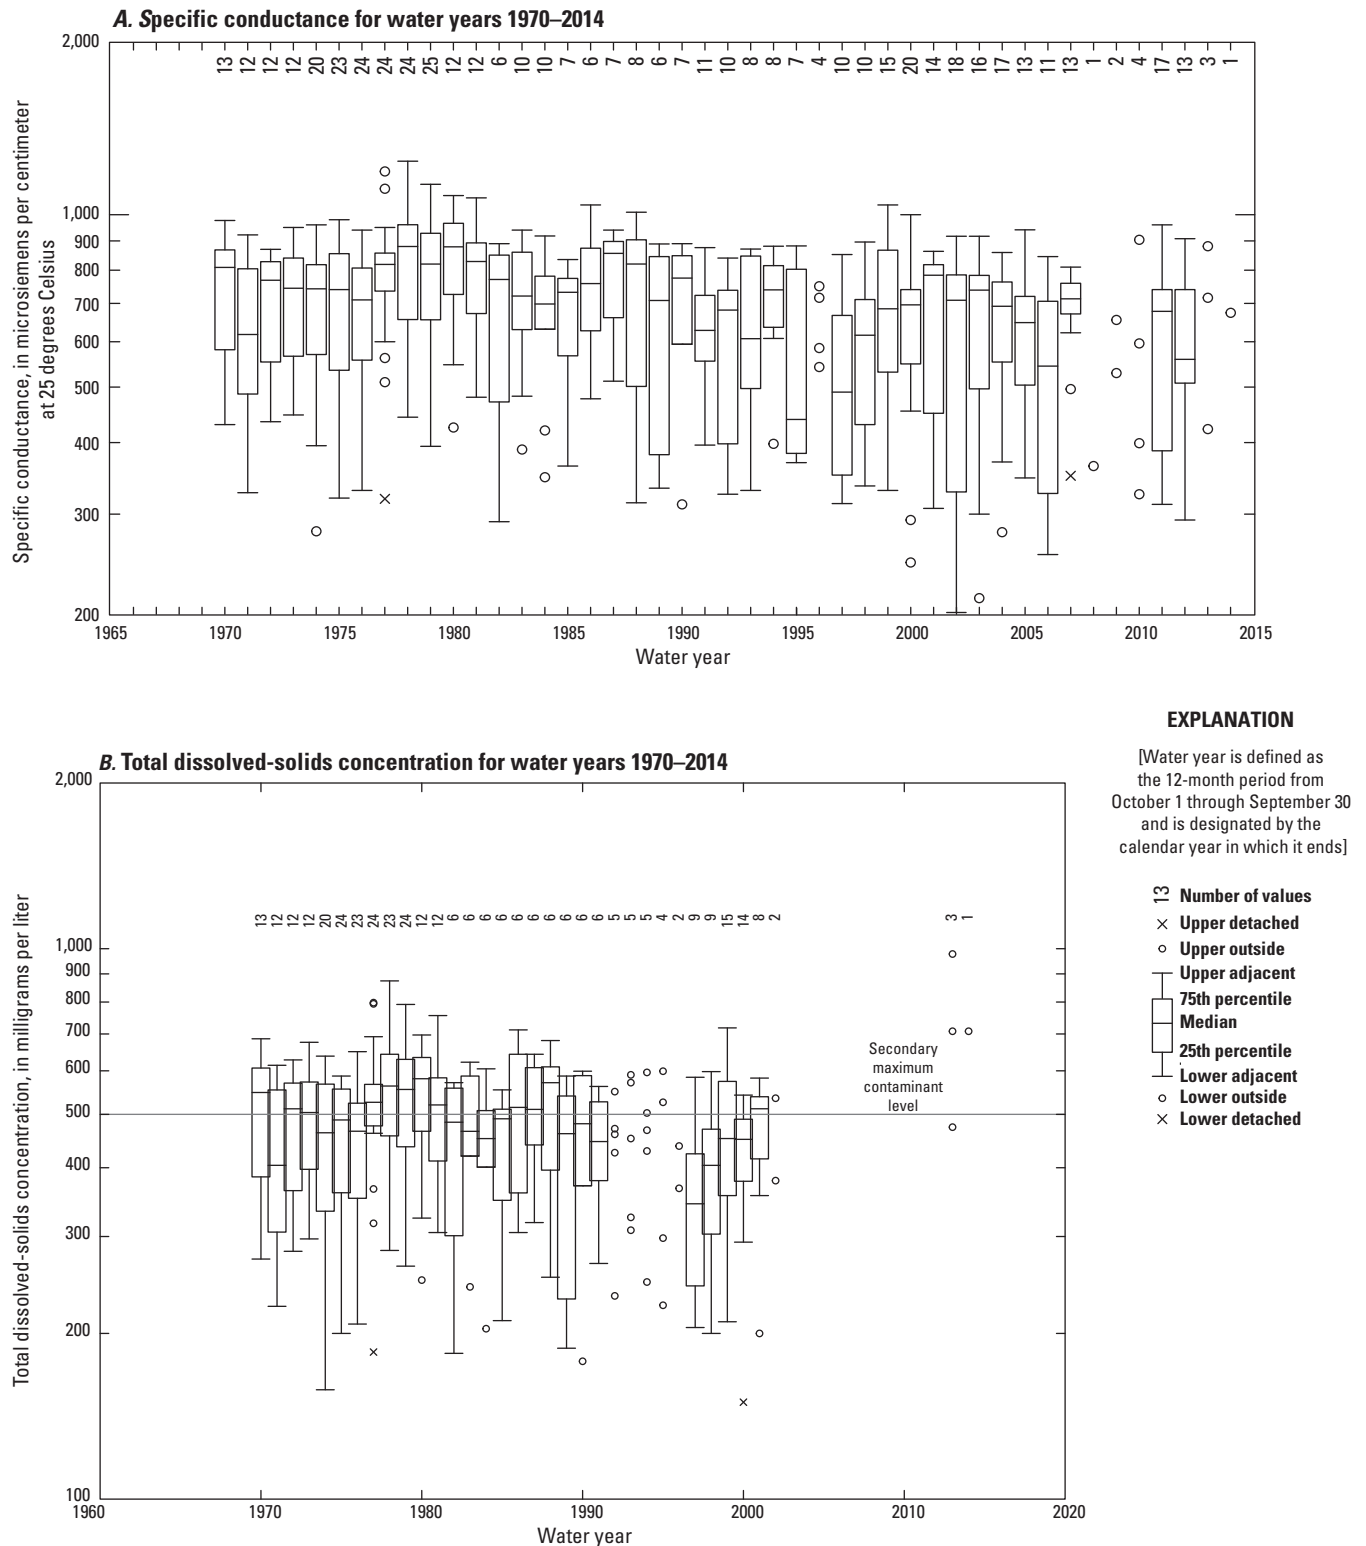 A. Specific conductance for water years 1970–2014
2,000
13 12 12 12 20 23 24 24 24 25 12 12 6 10 10 7 6 7 8 6 7 11 10 8 8 7 4 10 10 15 20 14 18 16 17 13 11 13 1 2 4 17 13 3 1
1,000
900
800
700
600
500
400
300
200
Specific conductance, in microsiemens per centimeter
at 25 degrees Celsius
1965 1970 1975 1980 1985 1990 1995 2000 2005 2010 2015
Water year
B. Total dissolved-solids concentration for water years 1970–2014
2,000
13 12 12 12 20 24 23 24 23 24 12 12 6 6 6 6 6 6 6 6 6 6 5 5 5 4 2 9 9 15 14 8 2 3 1
1,000
900
800
700
600
500
400
300
200
100
Total dissolved-solids concentration, in milligrams per liter
Secondary
maximum
contaminant
level
1960 1970 1980 1990 2000 2010 2020
Water year
EXPLANATION
[Water year is defined as
the 12-month period from
October 1 through September 30
and is designated by the
calendar year in which it ends]
13 Number of values
Upper detached
Upper outside
Upper adjacent
75th percentile
Median
25th percentile
Lower adjacent
Lower outside
Lower detached